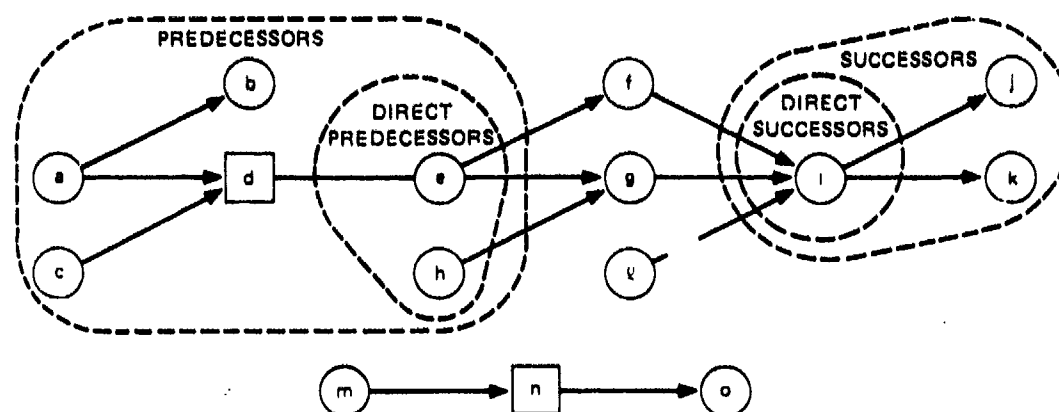 PREDECESSORS
SUCCESSORS
b
f
j
DIRECT
PREDECESSORS
DIRECT
SUCCESSORS
a
d
e
g
i
k
c
h
ℓ
m
n
o